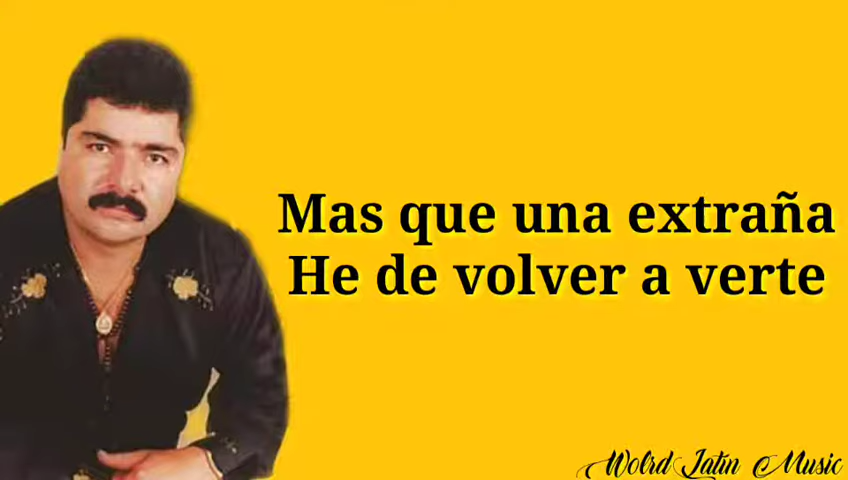 Mas que una extraña
He de volver a verte
Wolrd Latin Music